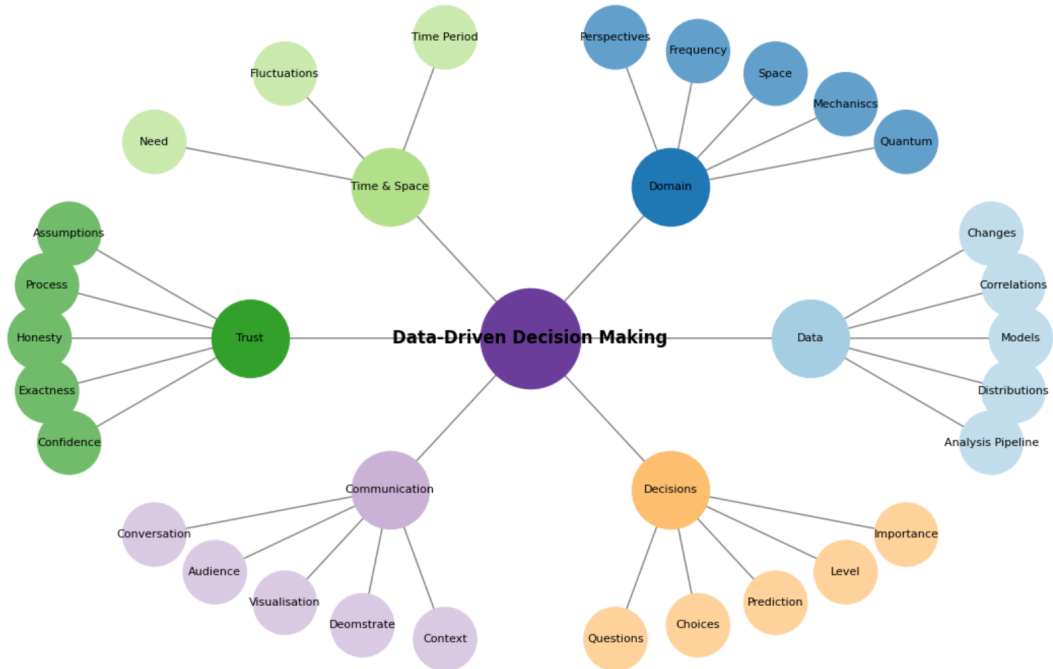 Time Period
Perspectives
Frequency
Fluctuations
Space
Mechaniscs
Need
Quantum
Time & Space
Domain
Assumptions
Changes
Process
Correlations
Honesty
Trust
Data-Driven Decision Making
Data
Models
Exactness
Distributions
Confidence
Analysis Pipeline
Communication
Decisions
Conversation
Importance
Audience
Level
Visualisation
Prediction
Deomstrate
Choices
Context
Questions